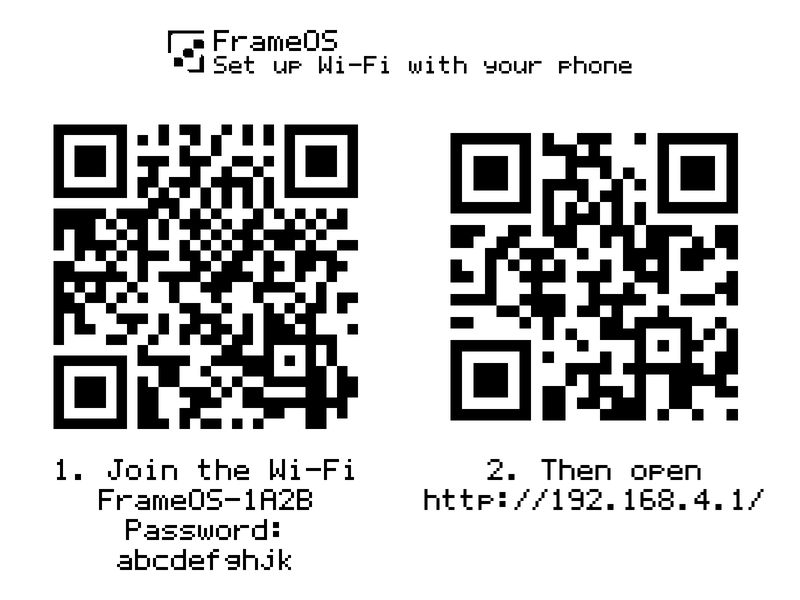 FrameOS
Set up Wi-Fi with your phone
1. Join the Wi-Fi
FrameOS-1A2B
Password:
abcdefghjk
2. Then open
http://192.168.4.1/